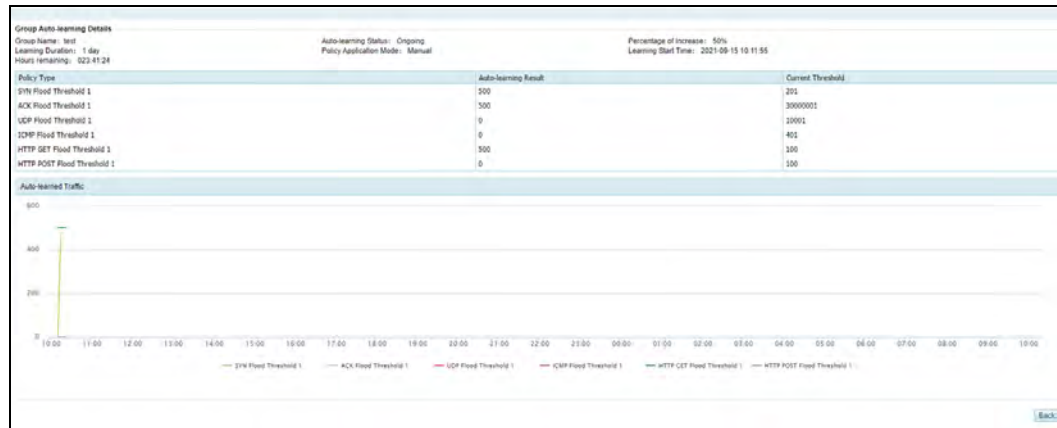 Group Auto-learning Details
Group Name: test Auto-learning Status: Ongoing Percentage of Increase: 50%
Learning Duration: 1 day Policy Application Mode: Manual Learning Start Time: 2021-09-15 10:11:55
Hours remaining: 023:41:24
Policy Type Auto-learning Result Current Threshold
SYN Flood Threshold 1 500 201
ACK Flood Threshold 1 500 30000001
UDP Flood Threshold 1 0 10001
ICMP Flood Threshold 1 0 401
HTTP GET Flood Threshold 1 500 100
HTTP POST Flood Threshold 1 0 100
Auto-learned Traffic
600
400
200
0
10:00 11:00 12:00 13:00 14:00 15:00 16:00 17:00 18:00 19:00 20:00 21:00 22:00 23:00 00:00 01:00 02:00 03:00 04:00 05:00 06:00 07:00 08:00 09:00 10:00
SYN Flood Threshold 1 ACK Flood Threshold 1 UDP Flood Threshold 1 ICMP Flood Threshold 1 HTTP GET Flood Threshold 1 HTTP POST Flood Threshold 1
Back